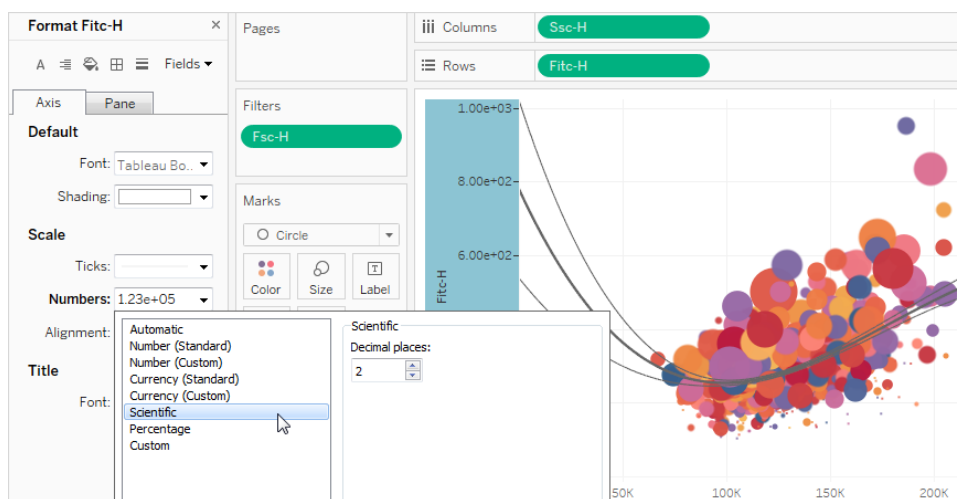 Format Fitc-H ×
A Fields
Axis Pane
Default
Font: Tableau Bo..
Shading:
Scale
Ticks:
Numbers: 1.23e+05
Alignment:
Title
Font:
Automatic
Number (Standard)
Number (Custom)
Currency (Standard)
Currency (Custom)
Scientific
Percentage
Custom
Scientific
Decimal places:
2
Pages
Filters
Fsc-H
Marks
Circle
T
Color Size Label
iii Columns Ssc-H
Rows Fitc-H
1.00e+03
8.00e+02
6.00e+02
Fitc-H
50K 100K 150K 200K